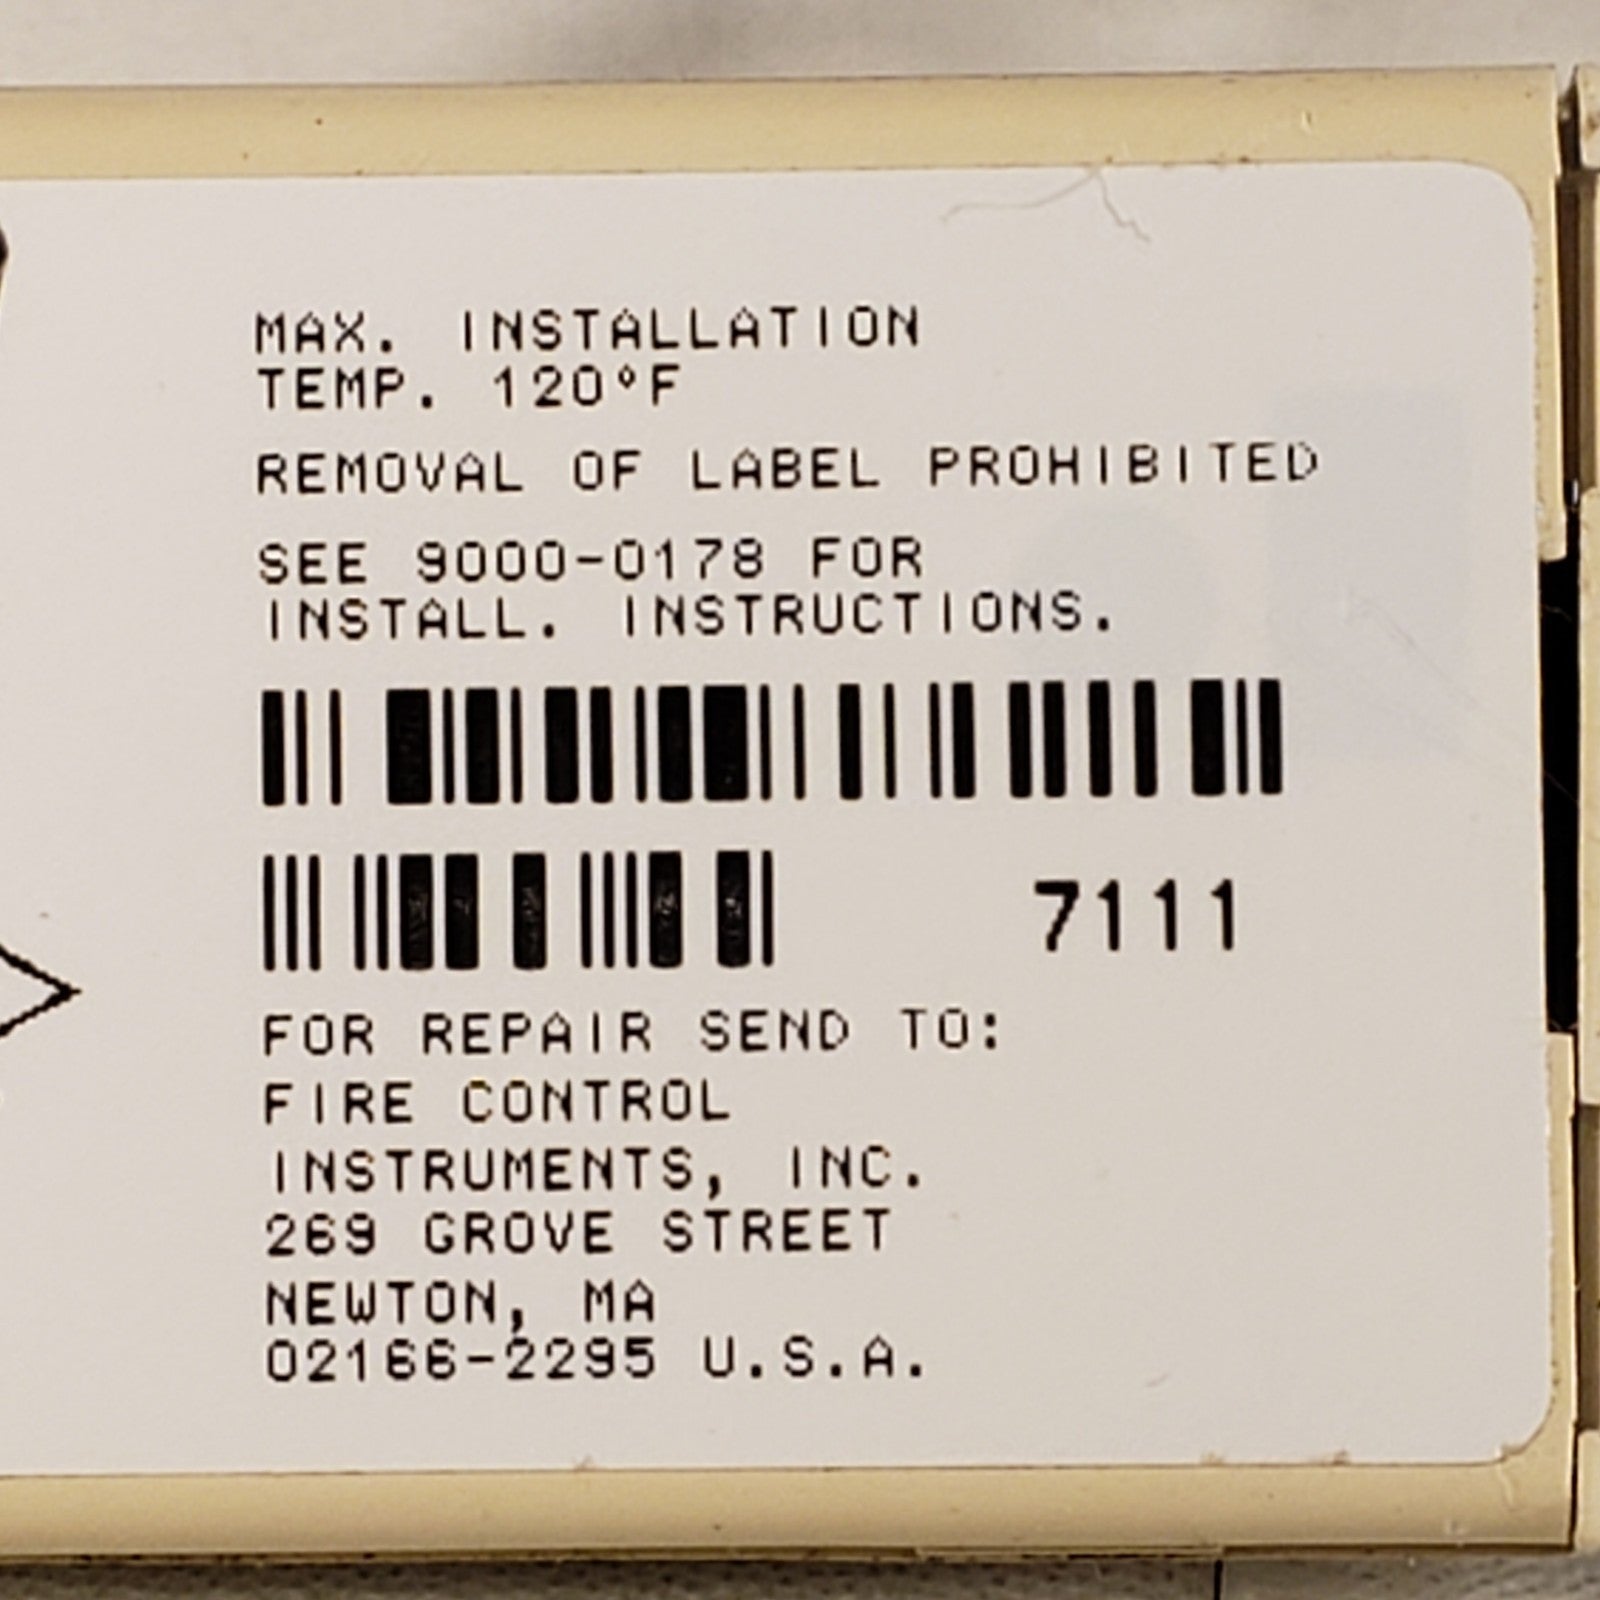 MAX. INSTALLATION
TEMP. 120°F
REMOVAL OF LABEL PROHIBITED
SEE 9000-0178 FOR
INSTALL. INSTRUCTIONS.
7111
FOR REPAIR SEND TO:
FIRE CONTROL
INSTRUMENTS, INC.
269 GROVE STREET
NEWTON, MA
02166-2295 U.S.A.